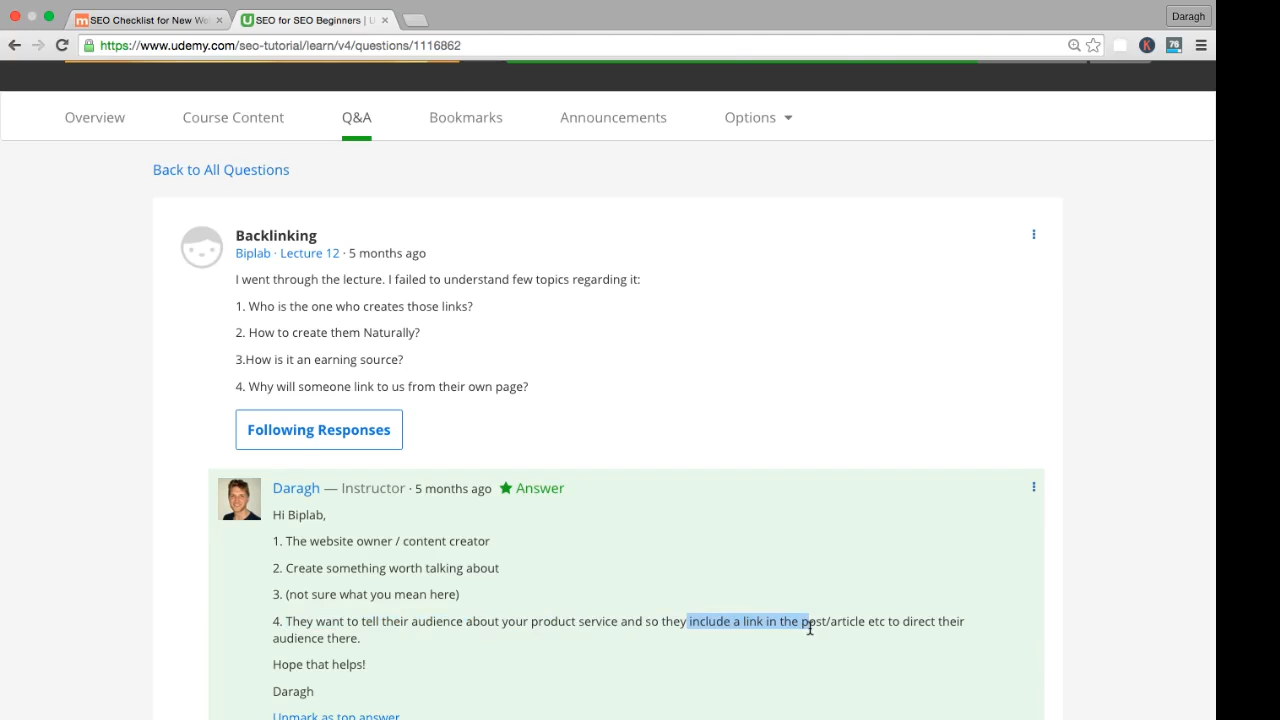 SEO Checklist for New We
SEO for SEO Beginners | U
Daragh
https://www.udemy.com/seo-tutorial/learn/v4/questions/1116862
K
76
Overview
Course Content
Q&A
Bookmarks
Announcements
Options
Back to All Questions
Backlinking
Biplab · Lecture 12 · 5 months ago
I went through the lecture. I failed to understand few topics regarding it:
1. Who is the one who creates those links?
2. How to create them Naturally?
3.How is it an earning source?
4. Why will someone link to us from their own page?
Following Responses
Daragh — Instructor · 5 months ago ★ Answer
Hi Biplab,
1. The website owner / content creator
2. Create something worth talking about
3. (not sure what you mean here)
4. They want to tell their audience about your product service and so they include a link in the post/article etc to direct their
audience there.
Hope that helps!
Daragh
Unmark as top answer